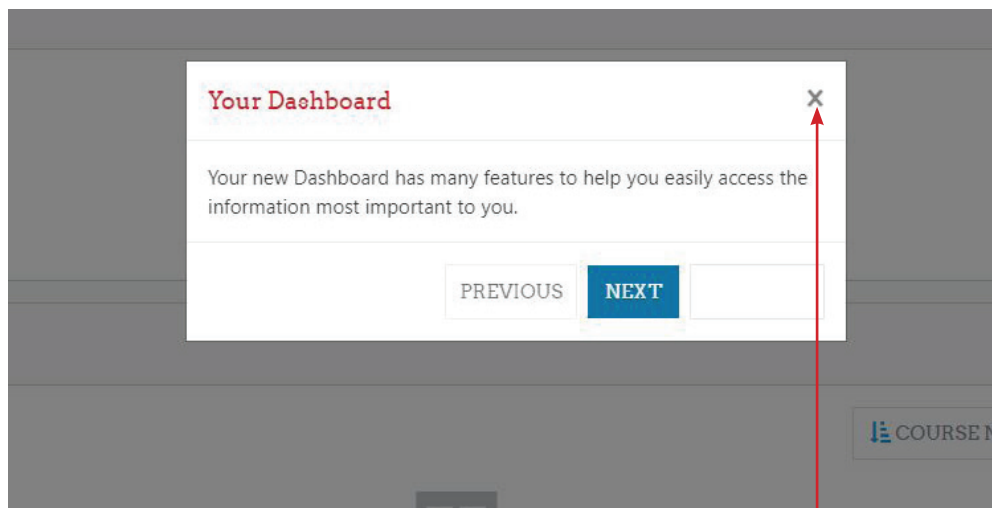 Your Dashboard
Your new Dashboard has many features to help you easily access the
information most important to you.
PREVIOUS
NEXT
COURSE